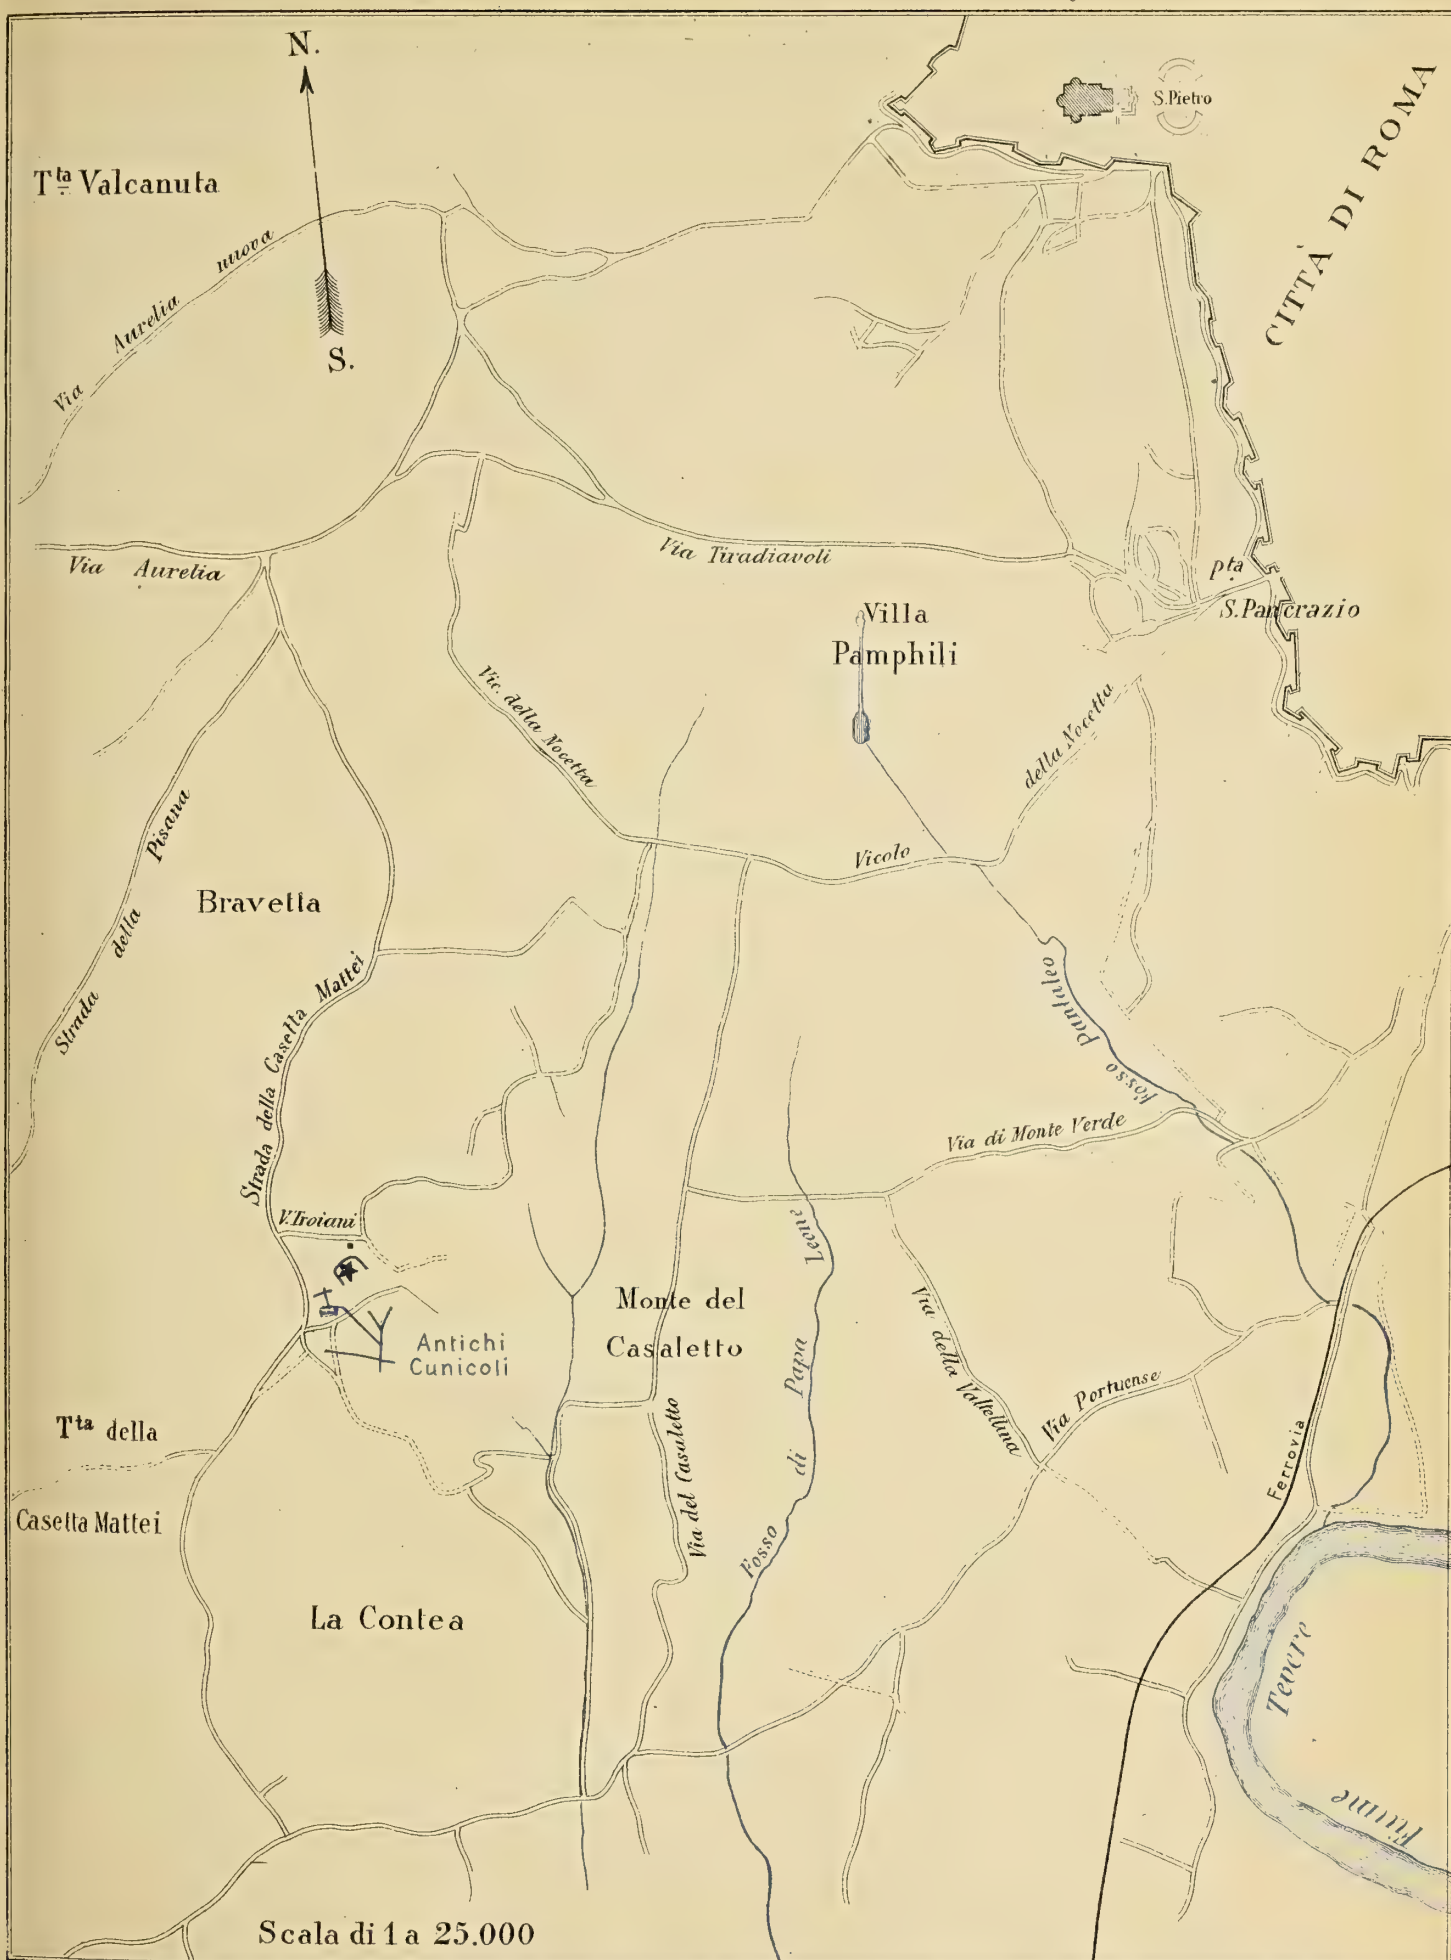 N.
S. Pietro
CITTÀ DI ROMA
Tta Valcanuta
Via Aurelia nuova
S.
Via Aurelia
Via Tiradiavoli
pta
S. Pancrazio
Villa
Pamphili
Vic. della Nocetta
Vicolo della Nocetta
Strada della Pisana
Bravetta
Strada della Casetta Mattei
Fosso Pantaleo
Via di Monte Verde
V. Troiani
Fosso di Papa Leone
Monte del
Casaletto
Antichi
Cunicoli
Via della Valtellina
Via Portuense
Tta della
Casetta Mattei
Via del Casaletto
Ferrovia
La Contea
Fiume Tevere
Scala di 1 a 25.000